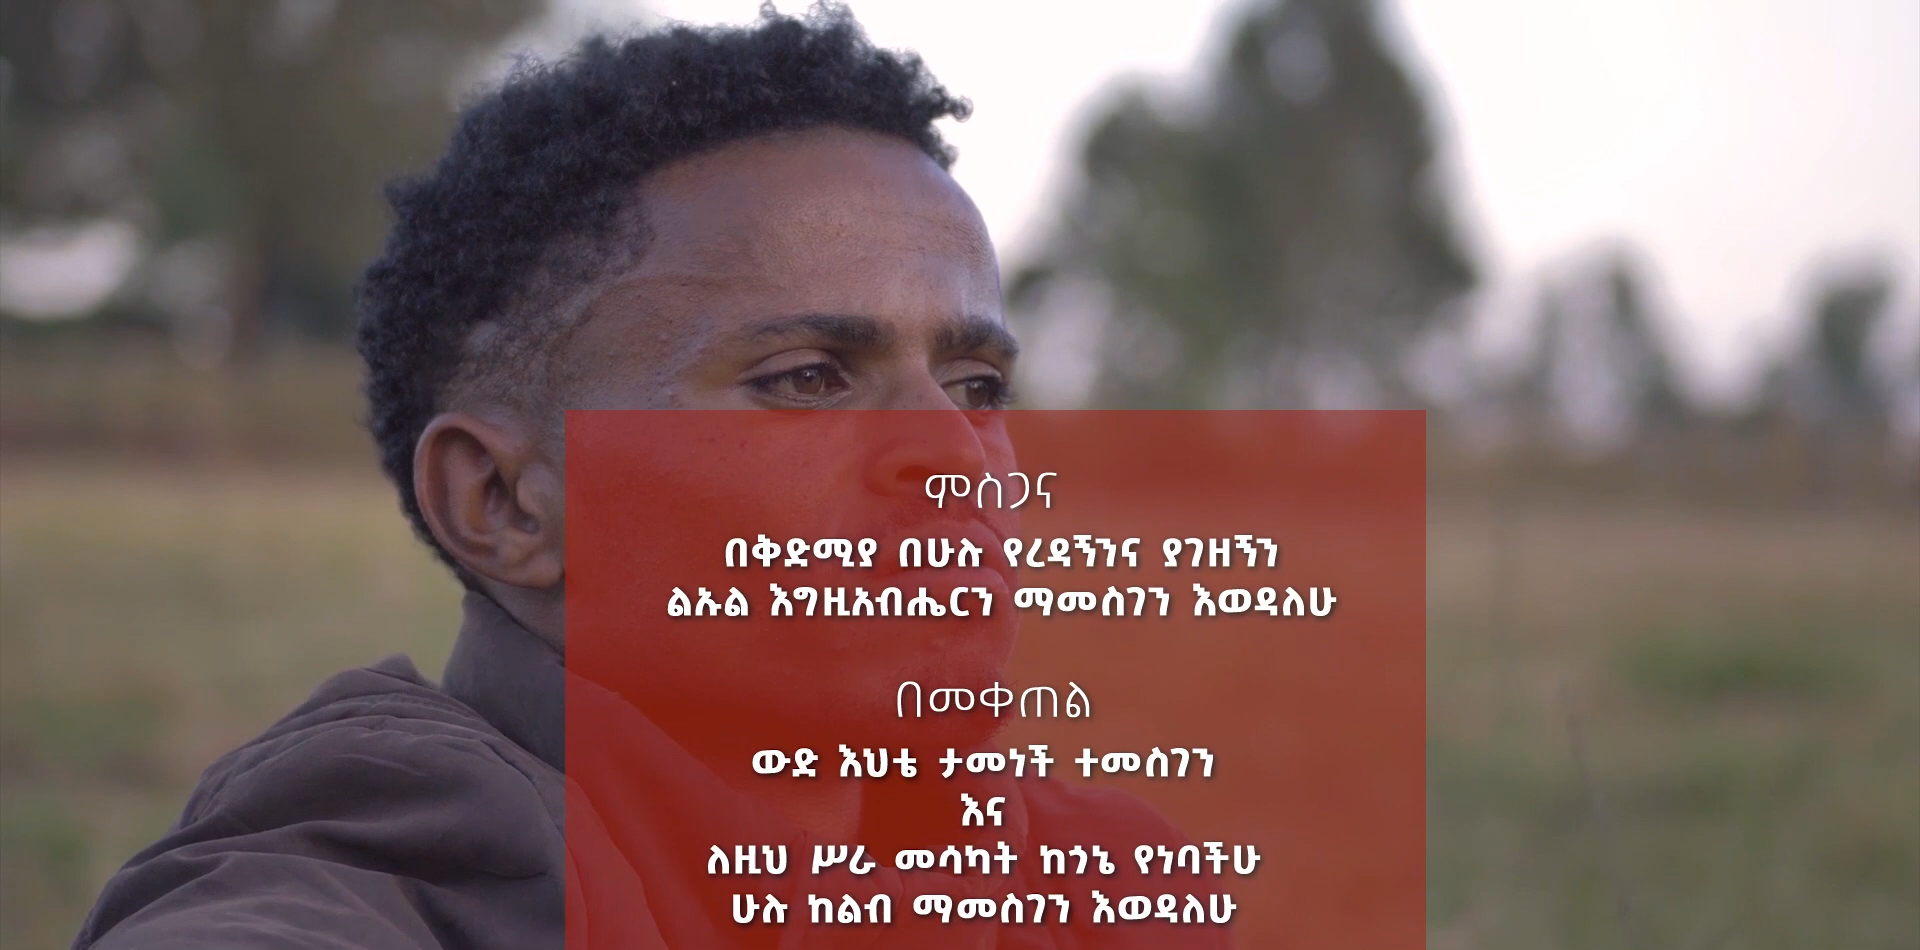 ምስጋና
በቅድሚያ በሁሉ የረዳኝንና ያገዘኝን
ልኡል እግዚአብሔርን ማመስገን እወዳለሁ
በመቀጠል
ውድ እህቴ ታመነች ተመስገን
እና
ለዚህ ሥራ መሳካት ከጎኔ የነባችሁ
ሁሉ ከልብ ማመስገን እወዳለሁ